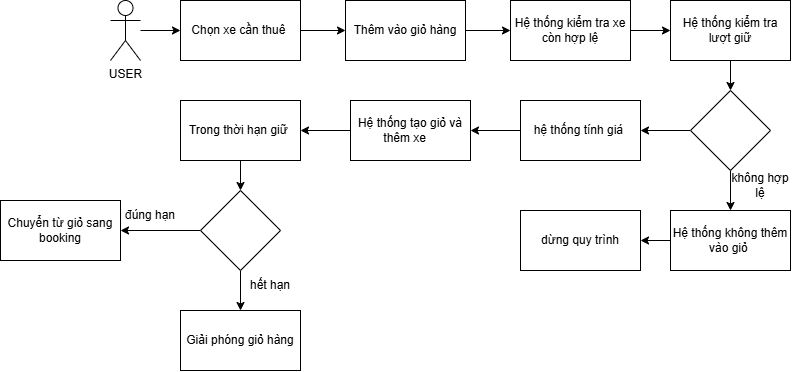 USER
Chọn xe cần thuê
Thêm vào giỏ hàng
Hệ thống kiểm tra xe
còn hợp lệ
Hệ thống kiểm tra
lượt giữ
Trong thời hạn giữ
Hệ thống tạo giỏ và
thêm xe
hệ thống tính giá
không hợp
lệ
Chuyển từ giỏ sang
booking
đúng hạn
dừng quy trình
Hệ thống không thêm
vào giỏ
hết hạn
Giải phóng giỏ hàng